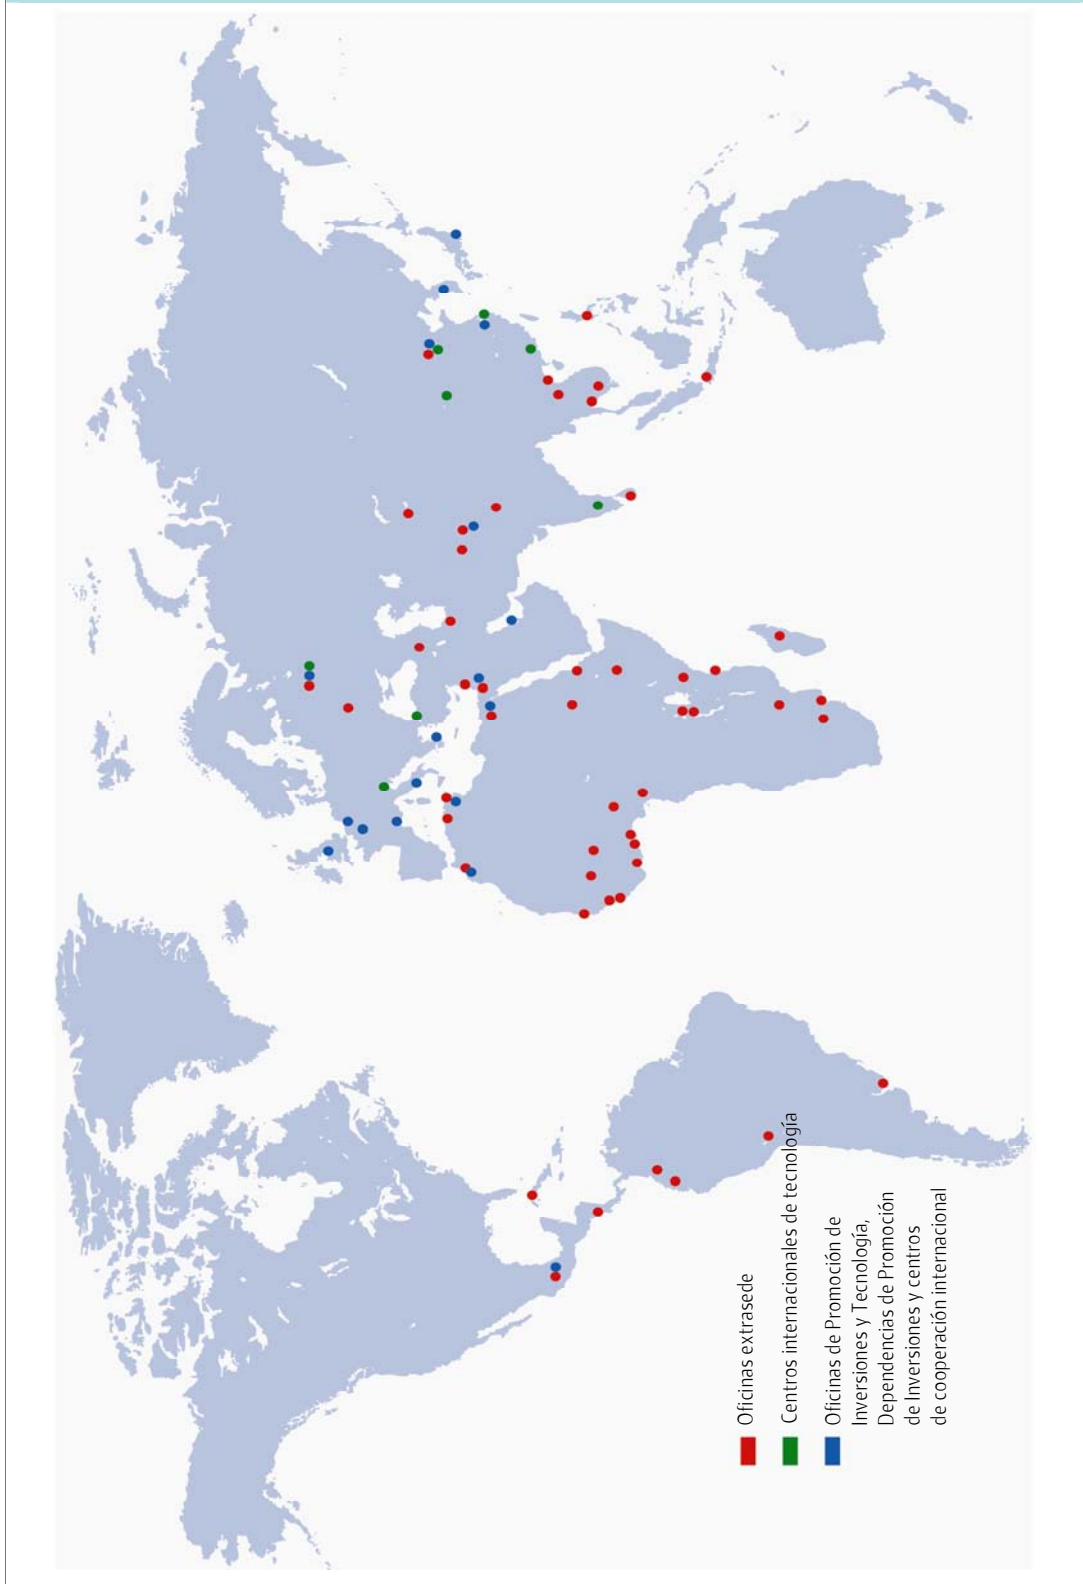 Oficinas extrasede
Centros internacionales de tecnología
Oficinas de Promoción de
Inversiones y Tecnología,
Dependencias de Promoción
de Inversiones y centros
de cooperación internacional